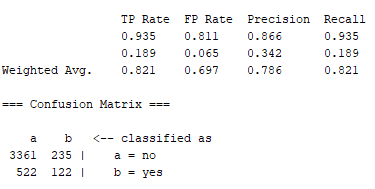 TP Rate FP Rate Precision Recall
0.935 0.811 0.866 0.935
0.189 0.065 0.342 0.189
Weighted Avg. 0.821 0.697 0.786 0.821
=== Confusion Matrix ===
a b <-- classified as
3361 235 | a = no
522 122 | b = yes